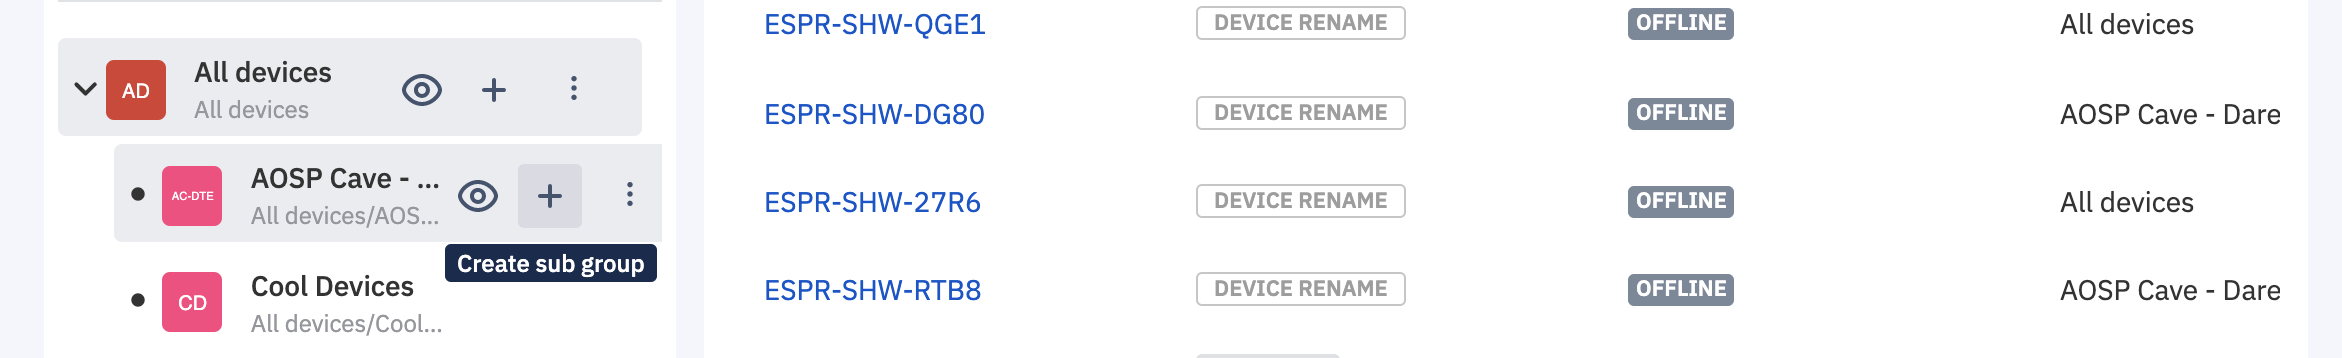 AD
All devices
All devices
AC-DTE
AOSP Cave - ...
All devices/AOS...
Create sub group
CD
Cool Devices
All devices/Cool...
ESPR-SHW-QGE1 DEVICE RENAME OFFLINE All devices
ESPR-SHW-DG80 DEVICE RENAME OFFLINE AOSP Cave - Dare
ESPR-SHW-27R6 DEVICE RENAME OFFLINE All devices
ESPR-SHW-RTB8 DEVICE RENAME OFFLINE AOSP Cave - Dare